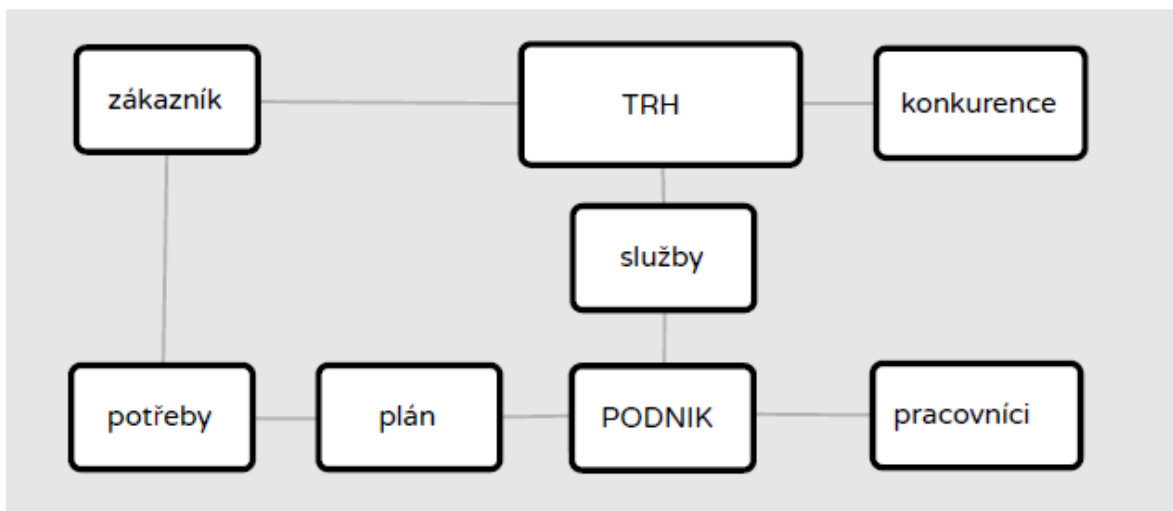 zákazník
TRH
konkurence
služby
potřeby
plán
PODNIK
pracovníci